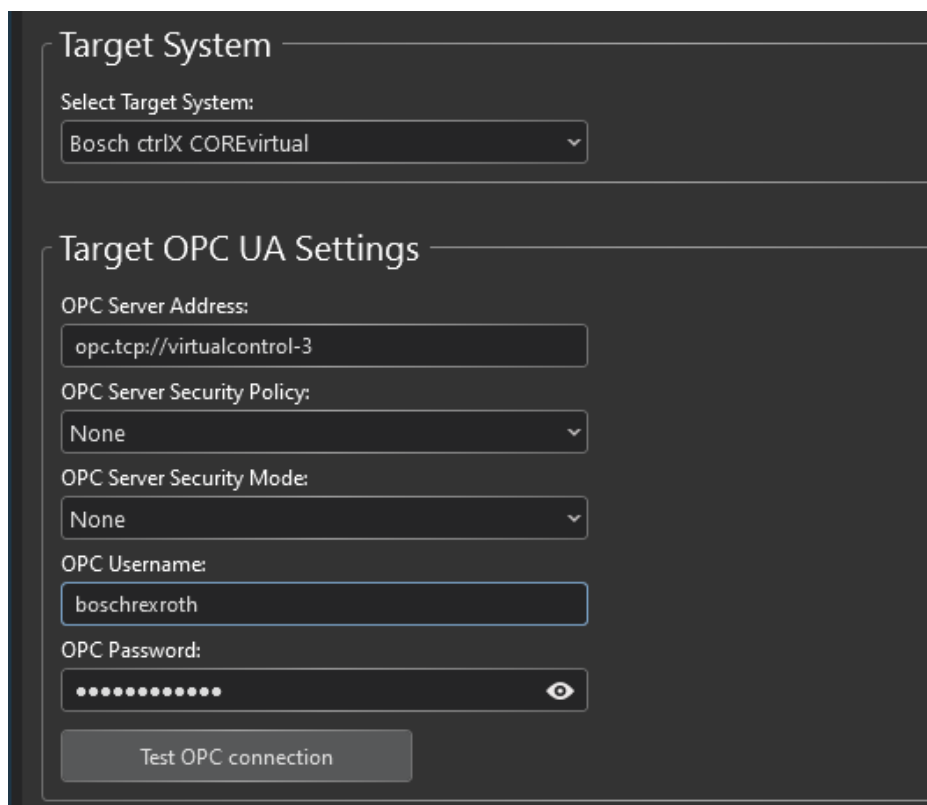 Target System
Select Target System:
Bosch ctrlX COREvirtual
Target OPC UA Settings
OPC Server Address:
opc.tcp://virtualcontrol-3
OPC Server Security Policy:
None
OPC Server Security Mode:
None
OPC Username:
boschrexroth
OPC Password:
••••••••••••
Test OPC connection